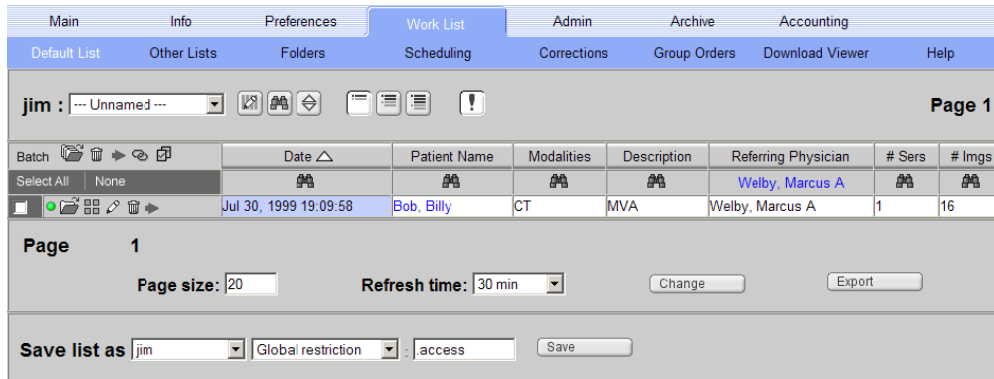 Main Info Preferences Work List Admin Archive Accounting
Default List Other Lists Folders Scheduling Corrections Group Orders Download Viewer Help
jim : --- Unnamed --- Page 1
Batch Date Patient Name Modalities Description Referring Physician # Sers # Imgs
Select All None Welby, Marcus A
Jul 30, 1999 19:09:58 Bob, Billy CT MVA Welby, Marcus A 1 16
Page 1
Page size: 20 Refresh time: 30 min Change Export
Save list as jim Global restriction : .access Save